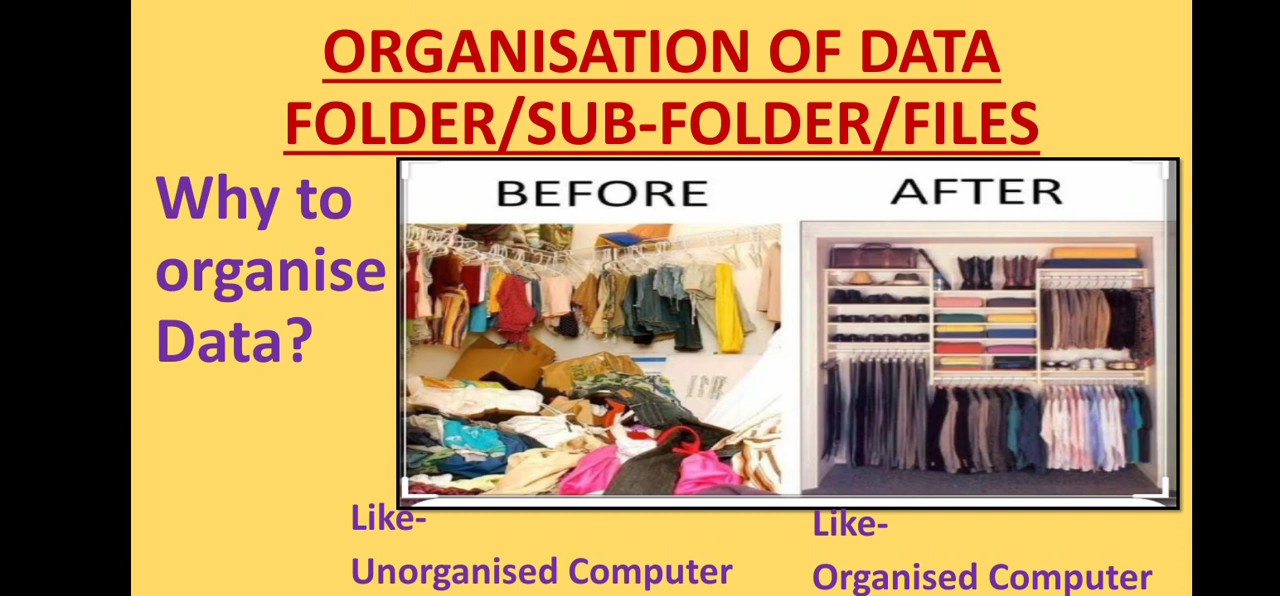 ORGANISATION OF DATA
FOLDER/SUB-FOLDER/FILES
Why to
organise
Data?
BEFORE
AFTER
Like-
Unorganised Computer
Like-
Organised Computer